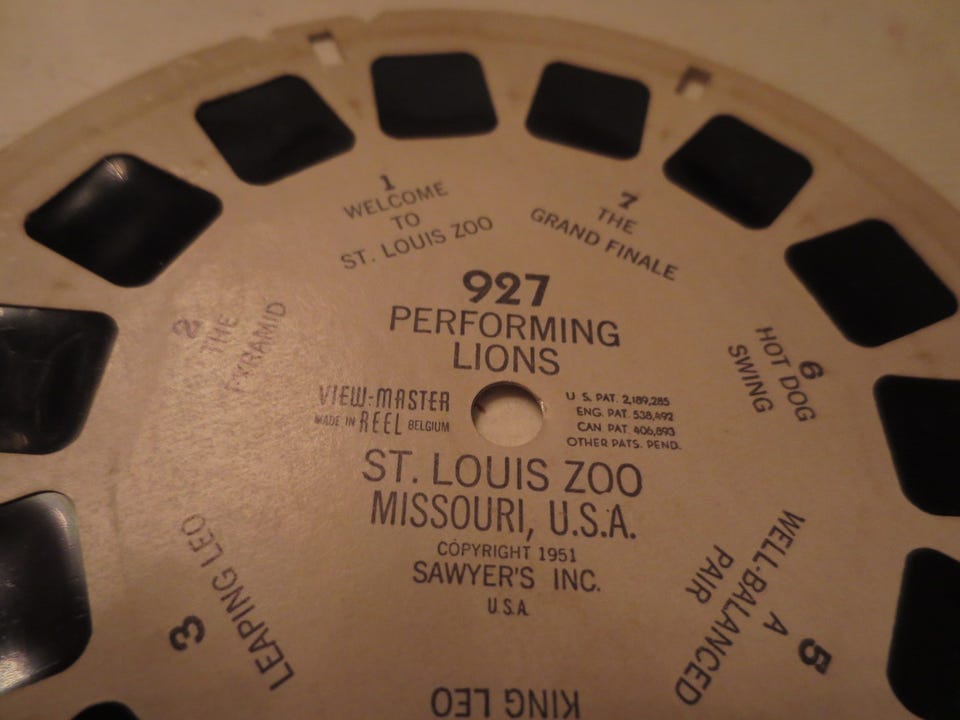 1
WELCOME
TO
ST. LOUIS ZOO
7
THE
GRAND FINALE
927
PERFORMING
LIONS
2
THE
PYRAMID
6
HOT DOG
SWING
VIEW-MASTER
MADE IN REEL BELGIUM
U.S. PAT. 2,189,285
ENG. PAT. 538,492
CAN PAT 406,893
OTHER PATS. PEND.
ST. LOUIS ZOO
MISSOURI, U.S.A.
COPYRIGHT 1951
SAWYER'S INC.
U.S.A.
3
LEAPING LEO
5
A
WELL-BALANCED
PAIR
KING LEO